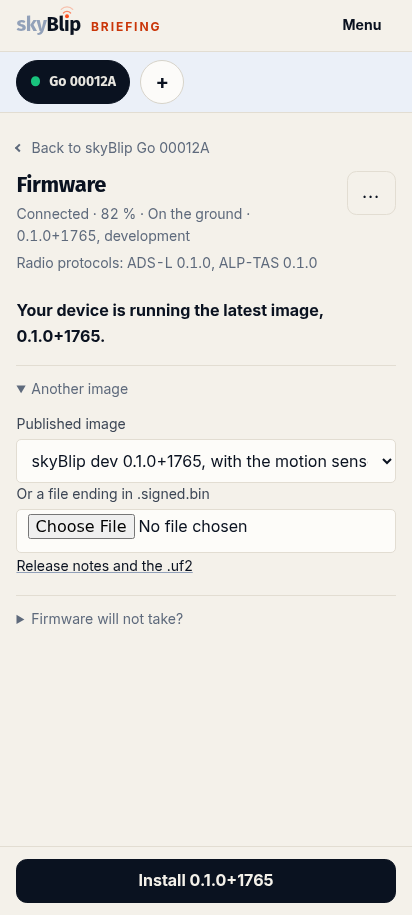 skyBlip BRIEFING
Menu
Go 00012A
+
Back to skyBlip Go 00012A
Firmware
...
Connected · 82 % · On the ground ·
0.1.0+1765, development
Radio protocols: ADS-L 0.1.0, ALP-TAS 0.1.0
Your device is running the latest image,
0.1.0+1765.
Another image
Published image
skyBlip dev 0.1.0+1765, with the motion sens
Or a file ending in .signed.bin
Choose File No file chosen
Release notes and the .uf2
Firmware will not take?
Install 0.1.0+1765